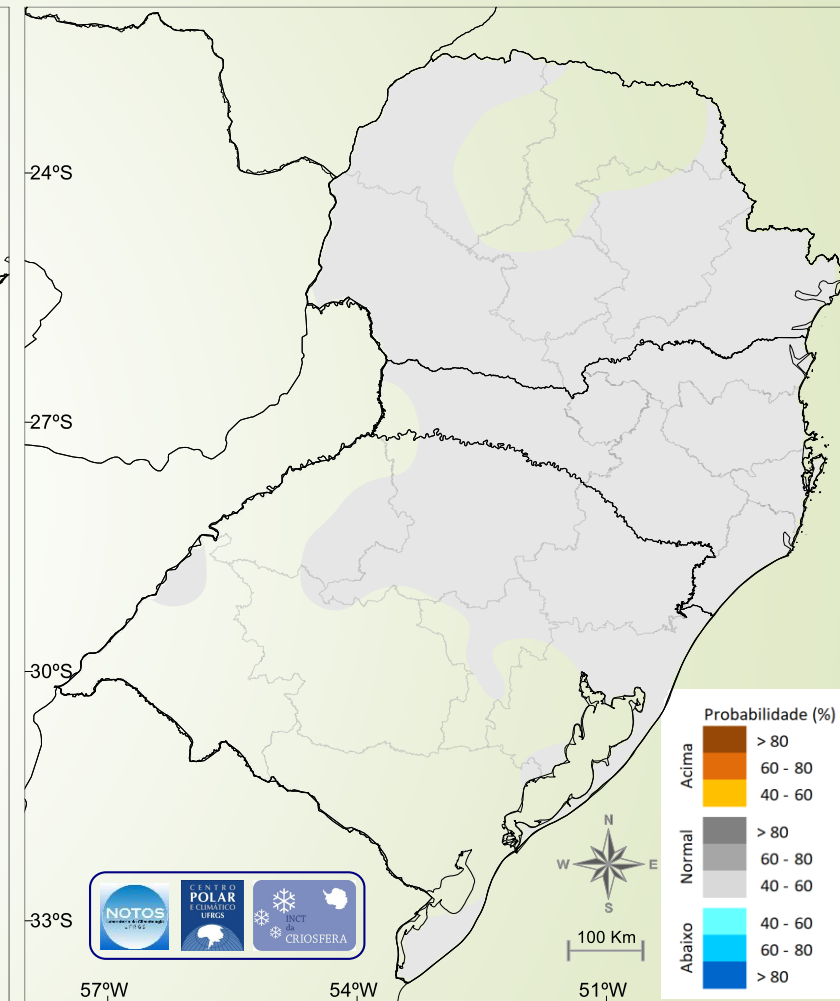 24ºS
27ºS
30ºS
33ºS
57ºW
54ºW
51ºW
Probabilidade (%)
Acima
> 80
60 - 80
40 - 60
Normal
> 80
60 - 80
40 - 60
Abaixo
40 - 60
60 - 80
> 80
N
W
E
S
100 Km
NOTOS
UFRGS
CENTRO
POLAR
E CLIMÁTICO
UFRGS
INCT
da
CRIOSFERA